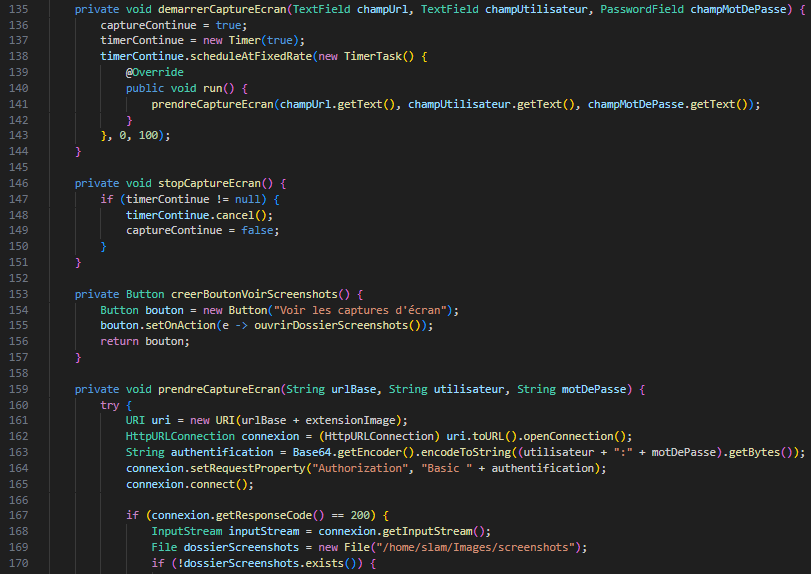 135 private void demarrerCaptureEcran(TextField champUrl, TextField champUtilisateur, PasswordField champMotDePasse) {
136 captureContinue = true;
137 timerContinue = new Timer(true);
138 timerContinue.scheduleAtFixedRate(new TimerTask() {
139 @Override
140 public void run() {
141 prendreCaptureEcran(champUrl.getText(), champUtilisateur.getText(), champMotDePasse.getText());
142 }
143 }, 0, 100);
144 }
145
146 private void stopCaptureEcran() {
147 if (timerContinue != null) {
148 timerContinue.cancel();
149 captureContinue = false;
150 }
151 }
152
153 private Button creerBoutonVoirScreenshots() {
154 Button bouton = new Button("Voir les captures d'écran");
155 bouton.setOnAction(e -> ouvrirDossierScreenshots());
156 return bouton;
157 }
158
159 private void prendreCaptureEcran(String urlBase, String utilisateur, String motDePasse) {
160 try {
161 URI uri = new URI(urlBase + extensionImage);
162 HttpURLConnection connexion = (HttpURLConnection) uri.toURL().openConnection();
163 String authentification = Base64.getEncoder().encodeToString((utilisateur + ":" + motDePasse).getBytes());
164 connexion.setRequestProperty("Authorization", "Basic " + authentification);
165 connexion.connect();
166
167 if (connexion.getResponseCode() == 200) {
168 InputStream inputStream = connexion.getInputStream();
169 File dossierScreenshots = new File("/home/slam/Images/screenshots");
170 if (!dossierScreenshots.exists()) {